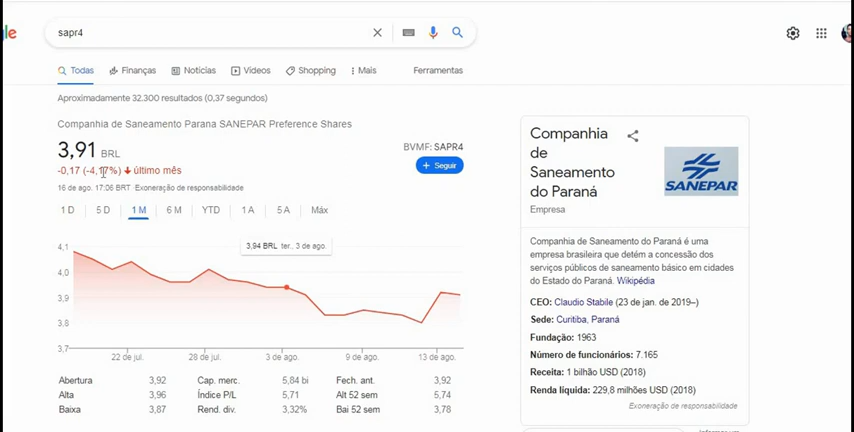 le
sapr4
Todas Finanças Notícias Vídeos Shopping Mais Ferramentas
Aproximadamente 32.300 resultados (0,37 segundos)
Companhia de Saneamento Parana SANEPAR Preference Shares
3,91 BRL
BVMF: SAPR4
-0,17 (-4,17%) último mês
+ Seguir
16 de ago. 17:06 BRT Exoneração de responsabilidade
1 D 5 D 1 M 6 M YTD 1 A 5 A Máx
3,94 BRL ter., 3 de ago.
4,1
4,0
3,9
3,8
3,7
22 de jul. 28 de jul. 3 de ago. 9 de ago. 13 de ago.
Abertura 3,92 Cap. merc. 5,84 bi Fech. ant. 3,92
Alta 3,96 Índice P/L 5,71 Alt 52 sem 5,74
Baixa 3,87 Rend. div. 3,32% Bai 52 sem 3,78
Companhia
de
Saneamento
do Paraná
Empresa
SANEPAR
Companhia de Saneamento do Paraná é uma
empresa brasileira que detém a concessão dos
serviços públicos de saneamento básico em cidades
do Estado do Paraná. Wikipédia
CEO: Claudio Stabile (23 de jan. de 2019–)
Sede: Curitiba, Paraná
Fundação: 1963
Número de funcionários: 7.165
Receita: 1 bilhão USD (2018)
Renda líquida: 229,8 milhões USD (2018)
Exoneração de responsabilidade